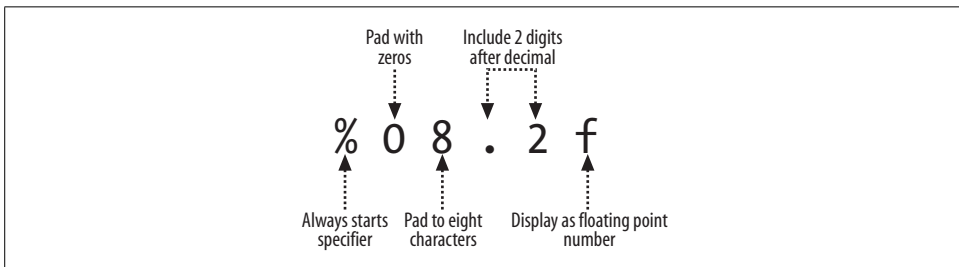 Pad with
zeros
Include 2 digits
after decimal
% 0 8 . 2 f
Always starts
specifier
Pad to eight
characters
Display as floating point
number